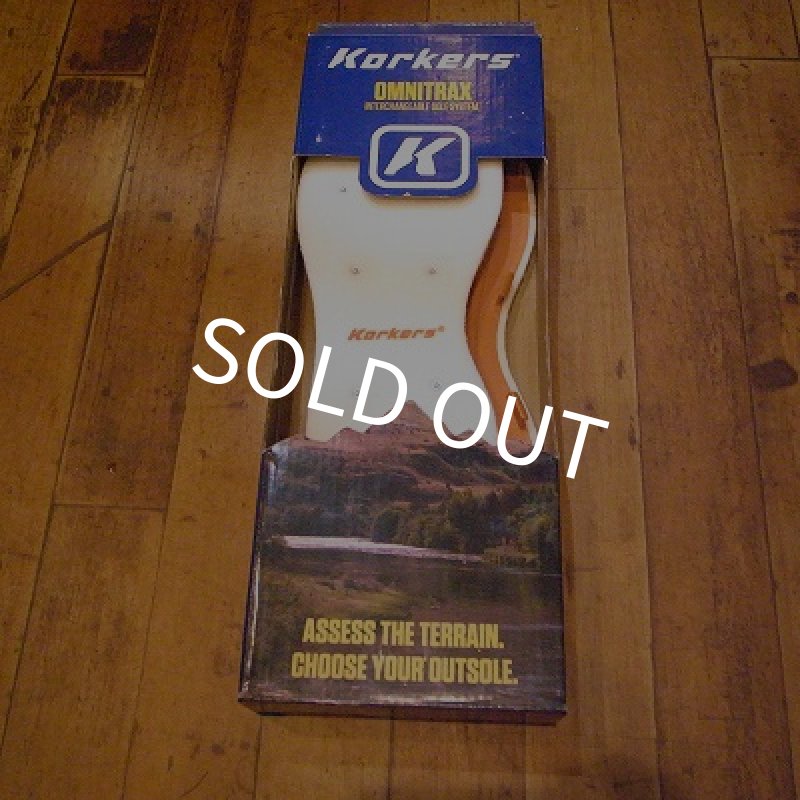 Korkers
OMNITRAX
INTERCHANGEABLE SOLE SYSTEM
K
Korkers®
SOLD OUT
ASSESS THE TERRAIN.
CHOOSE YOUR OUTSOLE.